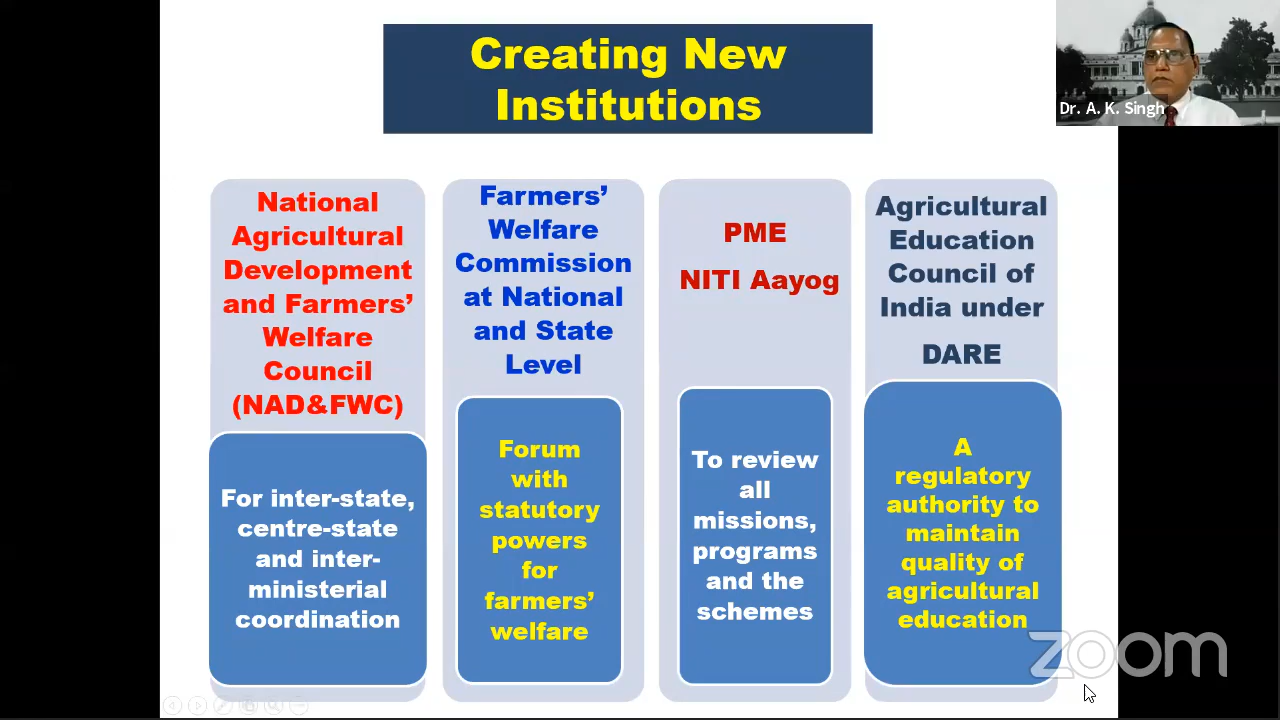 Creating New
Institutions
Dr. A. K. Singh
National
Agricultural
Development
and Farmers’
Welfare
Council
(NAD&FWC)
For inter-state,
centre-state
and inter-
ministerial
coordination
Farmers’
Welfare
Commission
at National
and State
Level
Forum
with
statutory
powers
for
farmers’
welfare
PME
NITI Aayog
To review
all
missions,
programs
and the
schemes
Agricultural
Education
Council of
India under
DARE
A
regulatory
authority to
maintain
quality of
agricultural
education
zoom